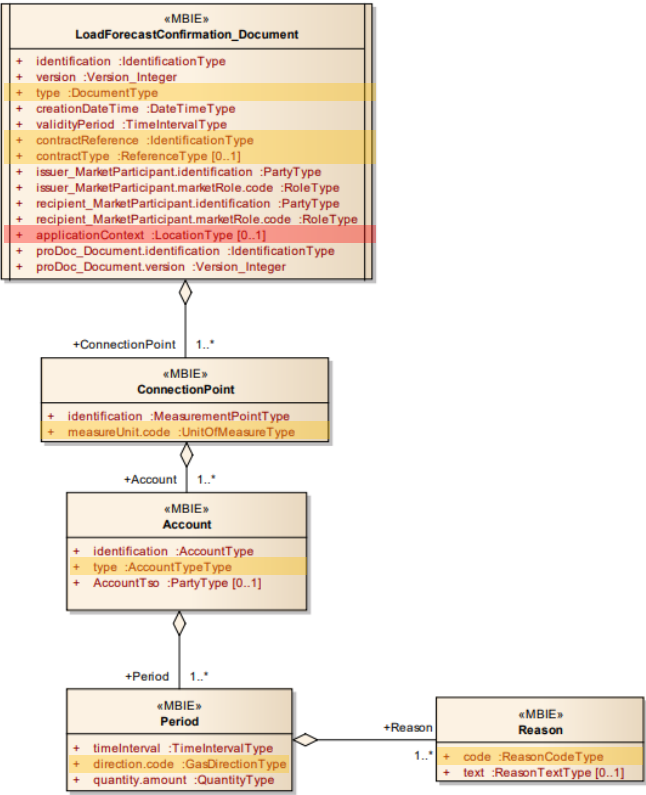 «MBIE»
LoadForecastConfirmation_Document
+ identification :IdentificationType
+ version :Version_Integer
+ type :DocumentType
+ creationDateTime :DateTimeType
+ validityPeriod :TimeIntervalType
+ contractReference :IdentificationType
+ contractType :ReferenceType [0..1]
+ issuer_MarketParticipant.identification :PartyType
+ issuer_MarketParticipant.marketRole.code :RoleType
+ recipient_MarketParticipant.identification :PartyType
+ recipient_MarketParticipant.marketRole.code :RoleType
+ applicationContext :LocationType [0..1]
+ proDoc_Document.identification :IdentificationType
+ proDoc_Document.version :Version_Integer
+ConnectionPoint 1..*
«MBIE»
ConnectionPoint
+ identification :MeasurementPointType
+ measureUnit.code :UnitOfMeasureType
+Account 1..*
«MBIE»
Account
+ identification :AccountType
+ type :AccountTypeType
+ AccountTso :PartyType [0..1]
+Period 1..*
«MBIE»
Period
+ timeInterval :TimeIntervalType
+ direction.code :GasDirectionType
+ quantity.amount :QuantityType
+Reason
1..*
«MBIE»
Reason
+ code :ReasonCodeType
+ text :ReasonTextType [0..1]